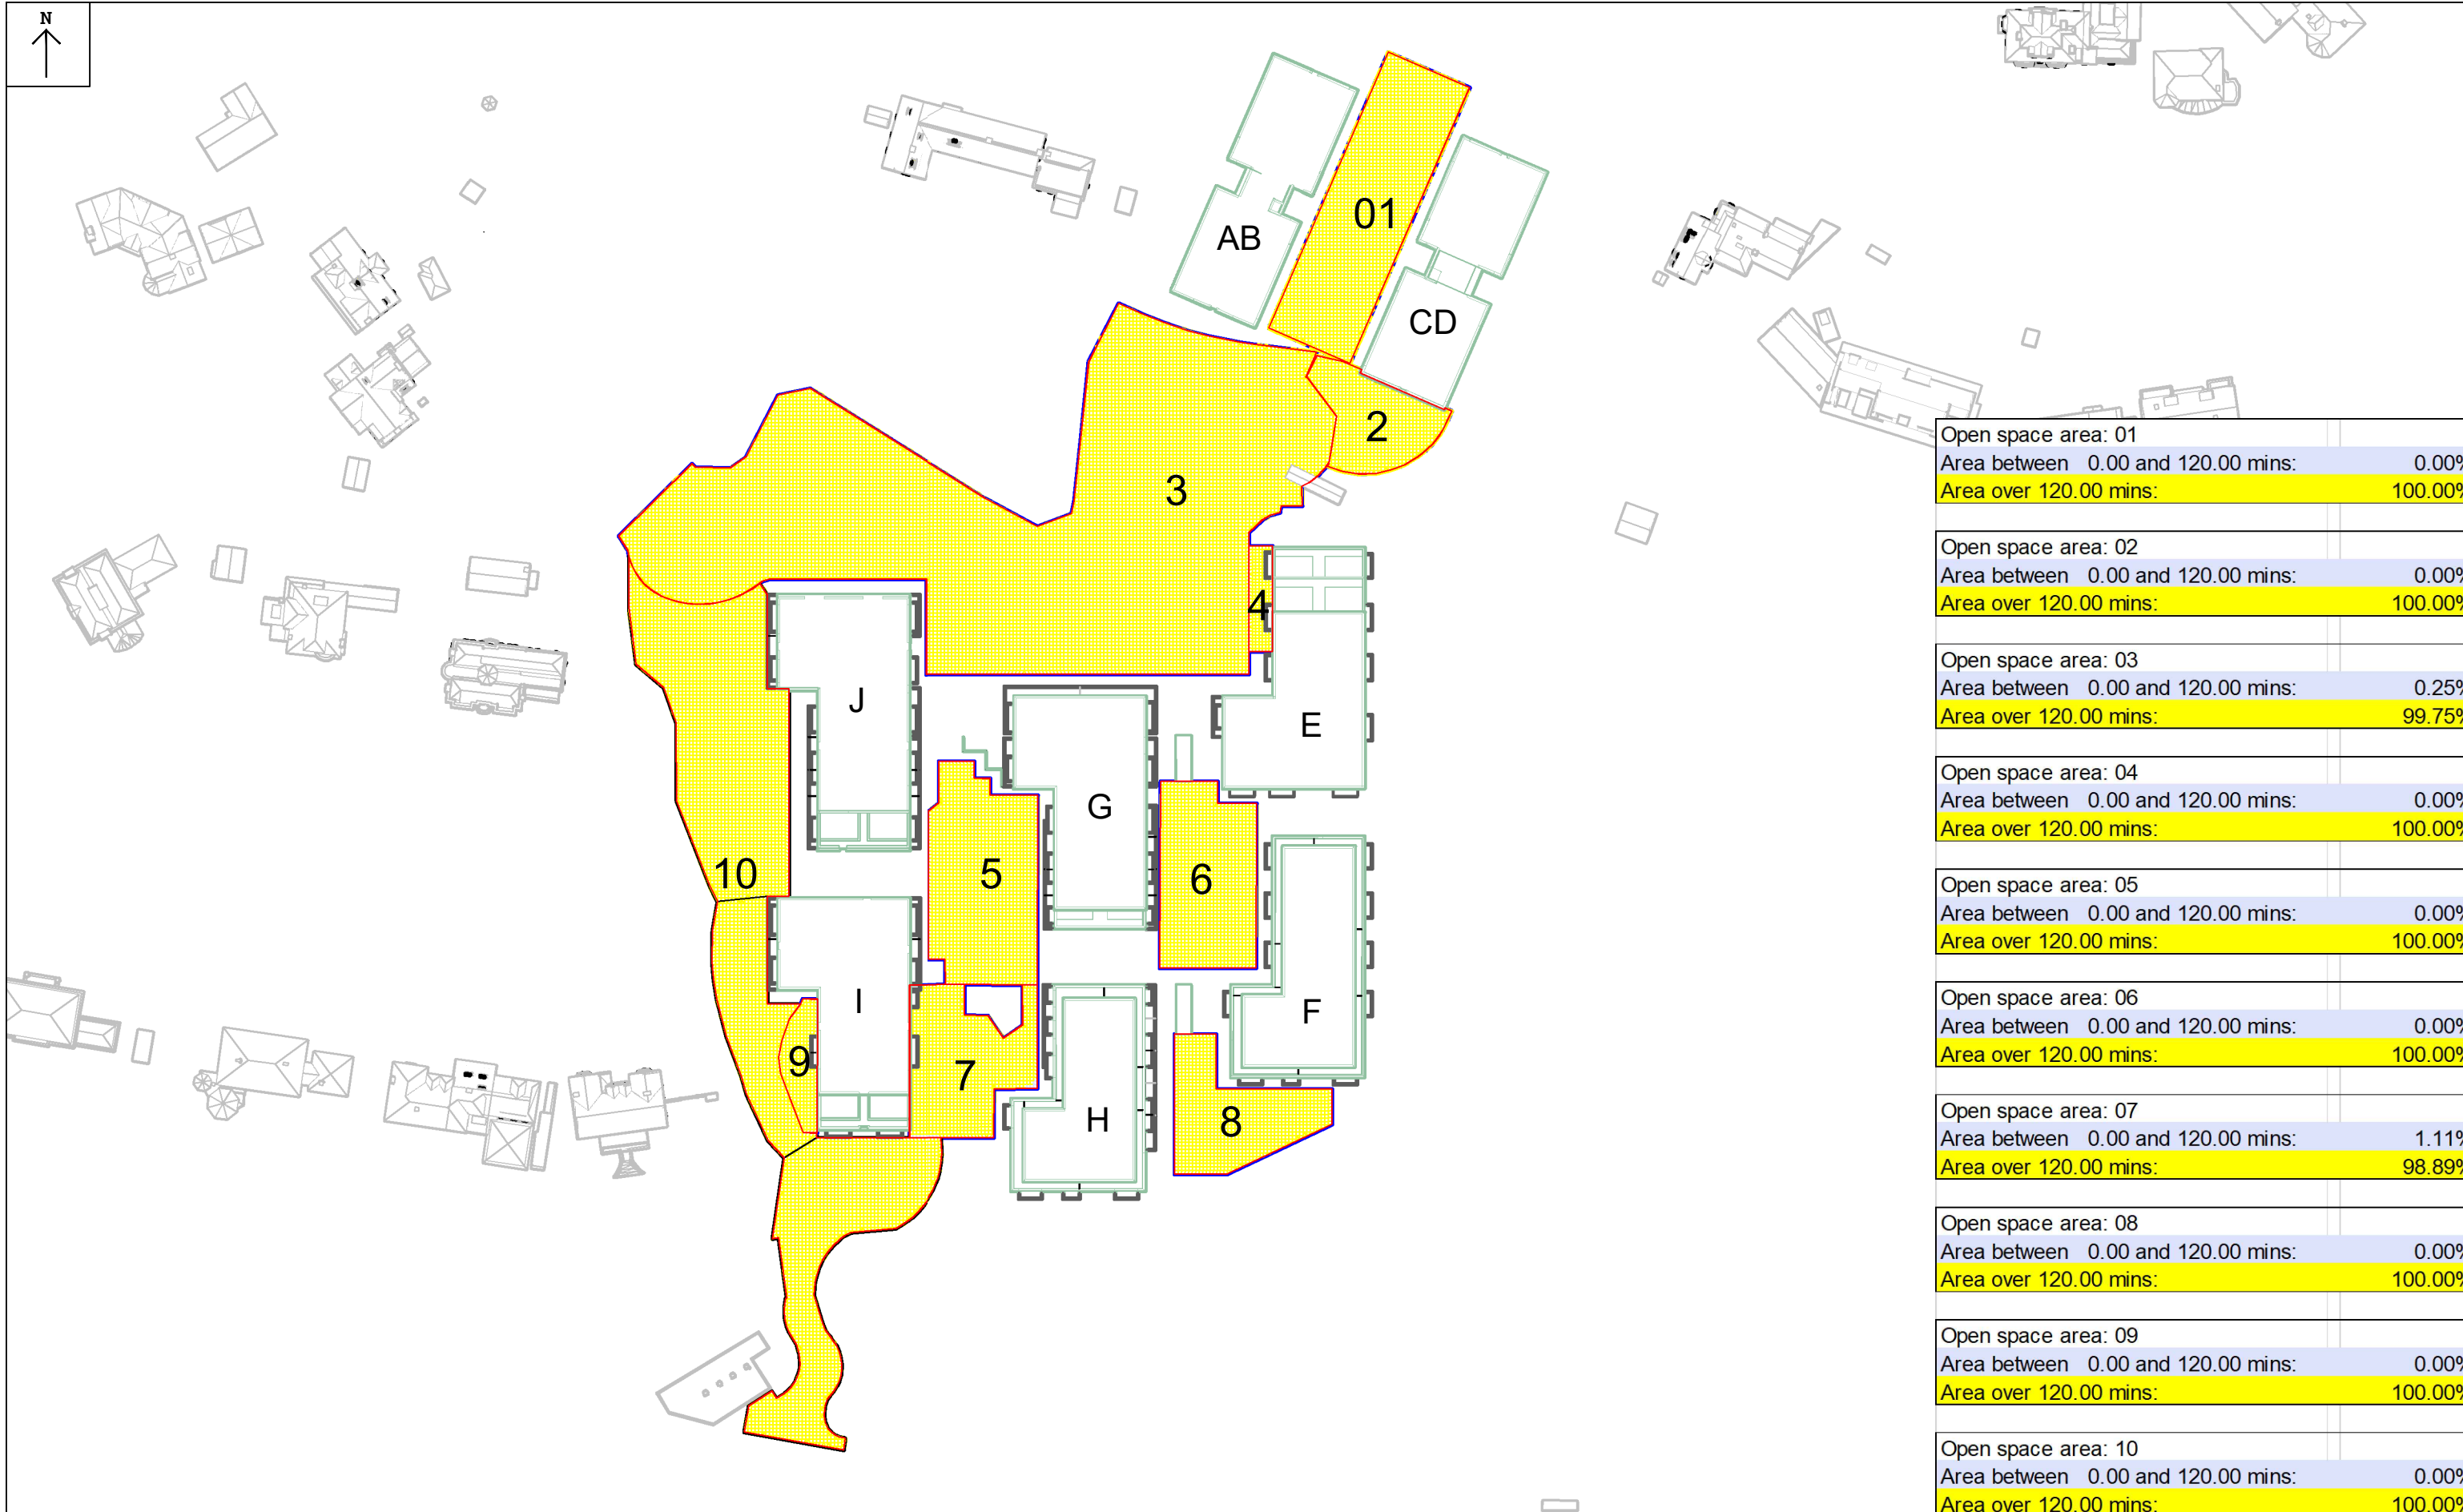 N
01
AB
CD
2
3
4
J
E
G
10
5
6
I
F
9
7
H
8
Open space area: 01
Area between 0.00 and 120.00 mins: 0.00%
Area over 120.00 mins: 100.00%
Open space area: 02
Area between 0.00 and 120.00 mins: 0.00%
Area over 120.00 mins: 100.00%
Open space area: 03
Area between 0.00 and 120.00 mins: 0.25%
Area over 120.00 mins: 99.75%
Open space area: 04
Area between 0.00 and 120.00 mins: 0.00%
Area over 120.00 mins: 100.00%
Open space area: 05
Area between 0.00 and 120.00 mins: 0.00%
Area over 120.00 mins: 100.00%
Open space area: 06
Area between 0.00 and 120.00 mins: 0.00%
Area over 120.00 mins: 100.00%
Open space area: 07
Area between 0.00 and 120.00 mins: 1.11%
Area over 120.00 mins: 98.89%
Open space area: 08
Area between 0.00 and 120.00 mins: 0.00%
Area over 120.00 mins: 100.00%
Open space area: 09
Area between 0.00 and 120.00 mins: 0.00%
Area over 120.00 mins: 100.00%
Open space area: 10
Area between 0.00 and 120.00 mins: 0.00%
Area over 120.00 mins: 100.00%